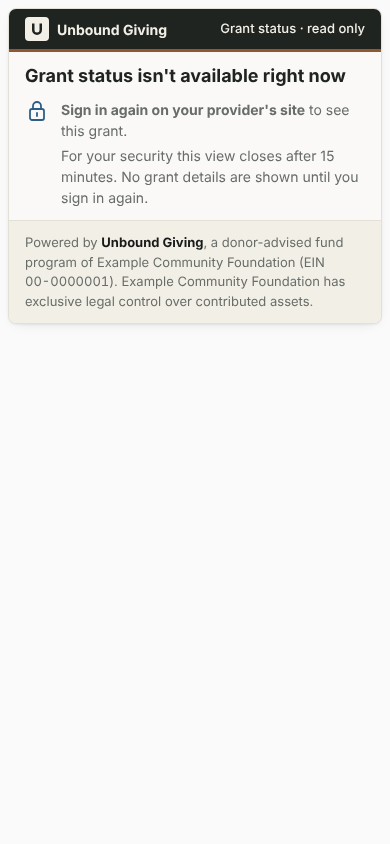 U Unbound Giving Grant status · read only
Grant status isn't available right now
Sign in again on your provider's site to see
this grant.
For your security this view closes after 15
minutes. No grant details are shown until you
sign in again.
Powered by Unbound Giving, a donor-advised fund
program of Example Community Foundation (EIN
00-0000001). Example Community Foundation has
exclusive legal control over contributed assets.